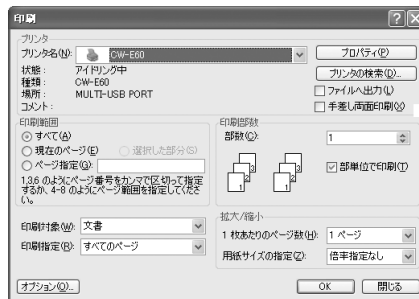 印刷
プリンタ
プリンタ名(N): CW-E60 プロパティ(P)
状態: アイドリング中 プリンタの検索(D)...
種類: CW-E60 ファイルへ出力(L)
場所: MULTI-USB PORT 手差し両面印刷(X)
コメント:
印刷範囲
すべて(A)
現在のページ(E) 選択した部分(S)
ページ指定(G):
1,3,6 のようにページ番号をカンマで区切って指定
するか、4-8 のようにページ範囲を指定してくださ
い。
印刷部数
部数(C): 1
部単位で印刷(T)
1 2 3 1 2 3
印刷対象(W): 文書
印刷指定(R): すべてのページ
拡大/縮小
1 枚あたりのページ数(H): 1 ページ
用紙サイズの指定(Z): 倍率指定なし
オプション(O)... OK 閉じる